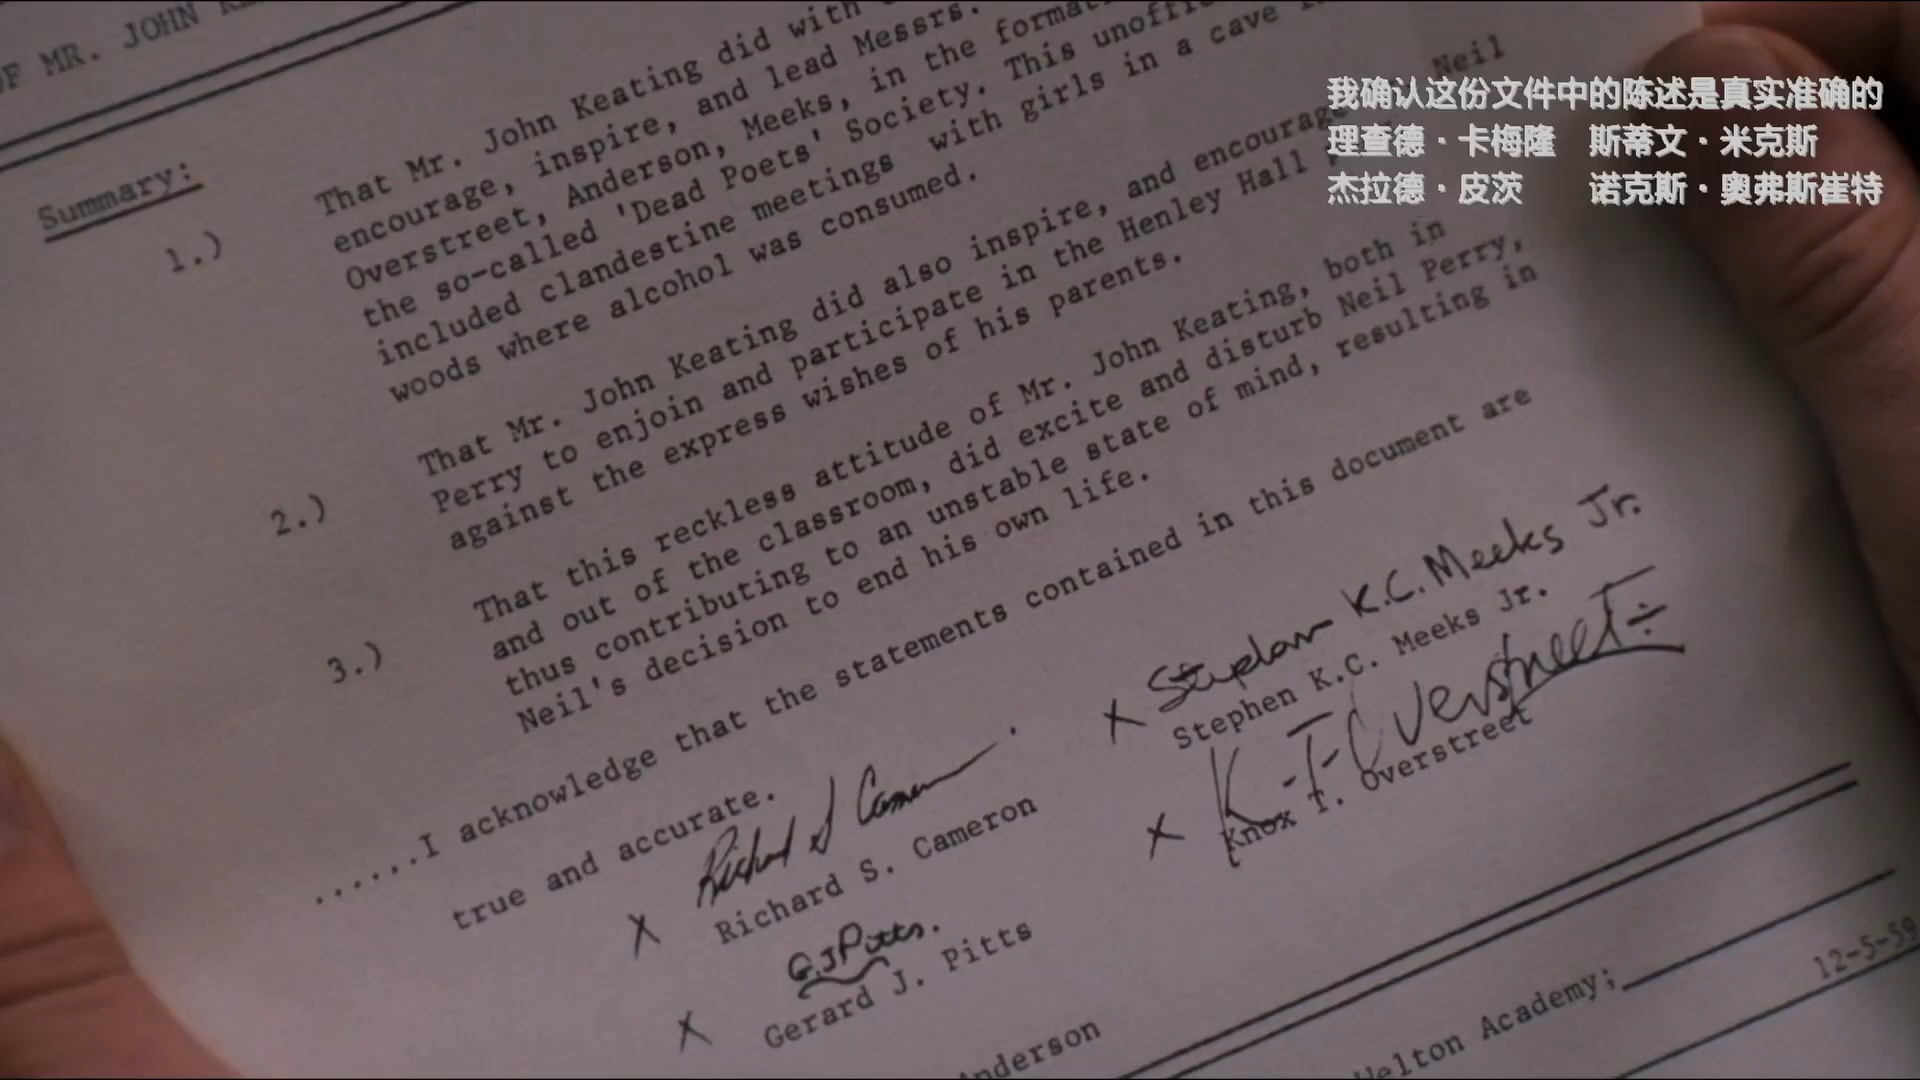 OF MR. JOHN
我确认这份文件中的陈述是真实准确的
理查德·卡梅隆 斯蒂文·米克斯
杰拉德·皮茨 诺克斯·奥弗斯崔特
Summary:
1.) That Mr. John Keating did with
encourage, inspire, and lead Messrs.
Overstreet, Anderson, Meeks, in the
the so-called 'Dead Poets' Society. This
included clandestine meetings with girls in a cave
woods where alcohol was consumed.
2.) That Mr. John Keating did also inspire, and encourage Neil
Perry to enjoin and participate in the Henley Hall
against the express wishes of his parents.
3.) That this reckless attitude of Mr. John Keating, both in
and out of the classroom, did excite and disturb Neil Perry,
thus contributing to an unstable state of mind, resulting in
Neil's decision to end his own life.
......I acknowledge that the statements contained in this document are
true and accurate.
X Richard S Cameron
Richard S. Cameron
X Stephen K.C. Meeks Jr.
Stephen K.C. Meeks Jr.
X G.J Pitts.
Gerard J. Pitts
X K.T. Overstreet
Knox T. Overstreet
Anderson
Welton Academy; 12-5-59